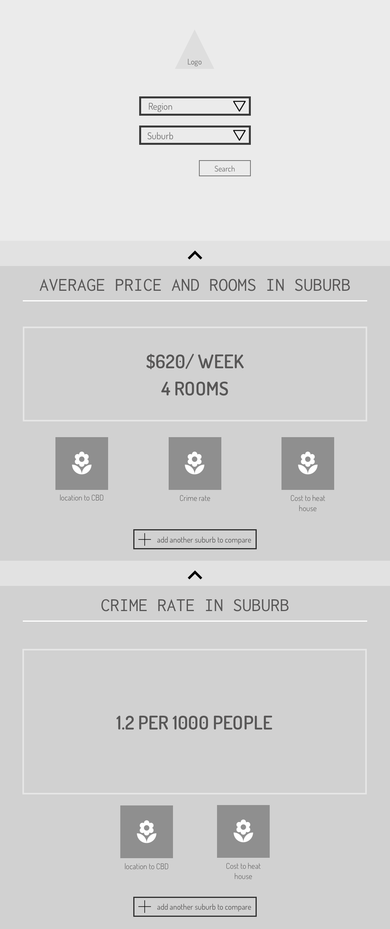 Logo
Region
Suburb
Search
AVERAGE PRICE AND ROOMS IN SUBURB
$620/ WEEK
4 ROOMS
location to CBD
Crime rate
Cost to heat
house
add another suburb to compare
CRIME RATE IN SUBURB
1.2 PER 1000 PEOPLE
location to CBD
Cost to heat
house
add another suburb to compare